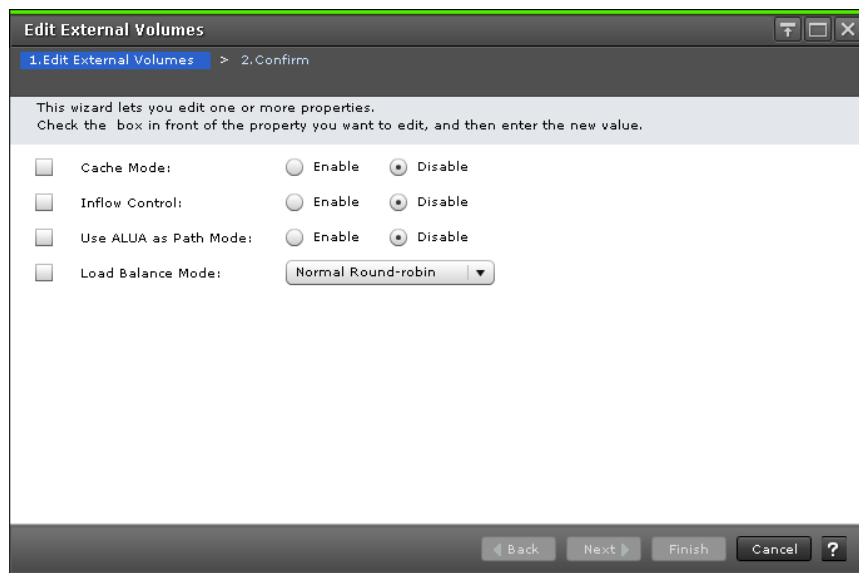 Edit External Volumes
1.Edit External Volumes > 2.Confirm
This wizard lets you edit one or more properties.
Check the box in front of the property you want to edit, and then enter the new value.
Cache Mode: Enable Disable
Inflow Control: Enable Disable
Use ALUA as Path Mode: Enable Disable
Load Balance Mode: Normal Round-robin
Back Next Finish Cancel ?